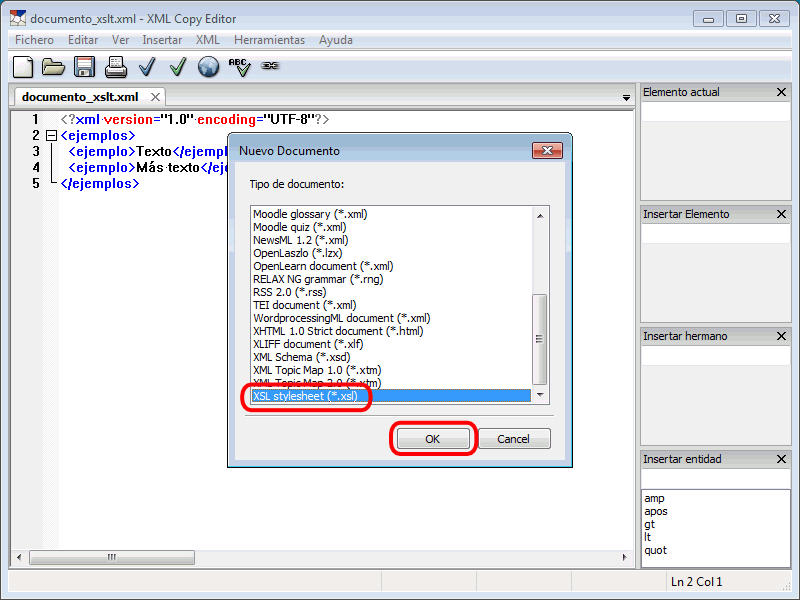 documento_xslt.xml - XML Copy Editor
Fichero Editar Ver Insertar XML Herramientas Ayuda
ABC
documento_xslt.xml
1 <?xml version="1.0" encoding="UTF-8"?>
2 <ejemplos>
3 <ejemplo>Texto</ejempl
4 <ejemplo>Más texto</eje
5 </ejemplos>
Nuevo Documento
Tipo de documento:
Moodle glossary (*.xml)
Moodle quiz (*.xml)
NewsML 1.2 (*.xml)
OpenLaszlo (*.lzx)
OpenLearn document (*.xml)
RELAX NG grammar (*.rng)
RSS 2.0 (*.rss)
TEI document (*.xml)
WordprocessingML document (*.xml)
XHTML 1.0 Strict document (*.html)
XLIFF document (*.xlf)
XML Schema (*.xsd)
XML Topic Map 1.0 (*.xtm)
XML Topic Map 2.0 (*.xtm)
XSL stylesheet (*.xsl)
OK Cancel
Elemento actual
Insertar Elemento
Insertar hermano
Insertar entidad
amp
apos
gt
lt
quot
Ln 2 Col 1